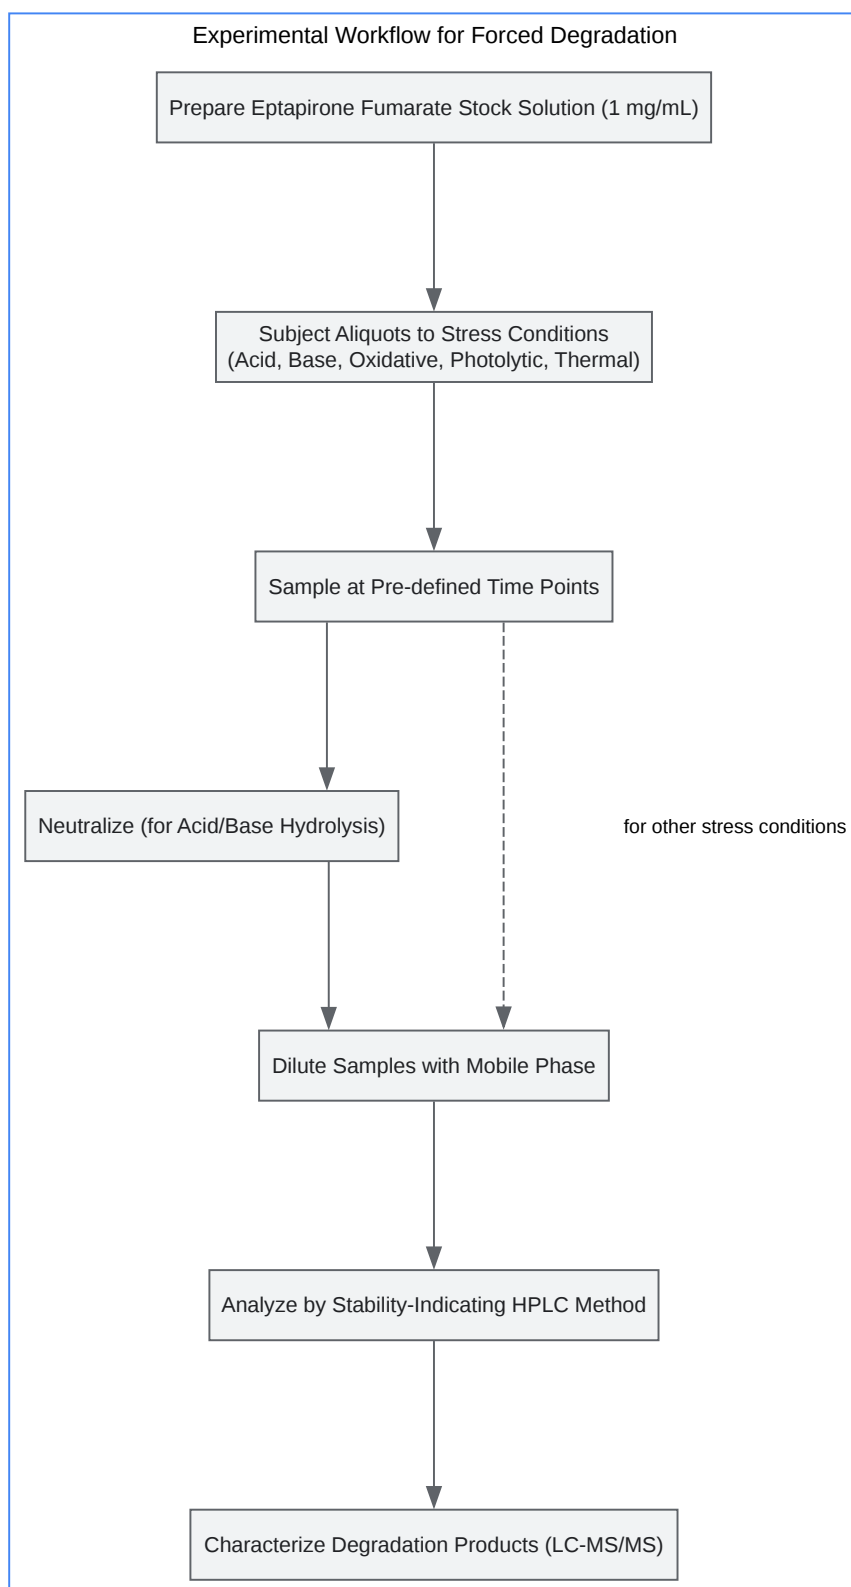 Experimental Workflow for Forced Degradation
Prepare Eptapirone Fumarate Stock Solution (1 mg/mL)
Subject Aliquots to Stress Conditions
(Acid, Base, Oxidative, Photolytic, Thermal)
Sample at Pre-defined Time Points
Neutralize (for Acid/Base Hydrolysis)
for other stress conditions
Dilute Samples with Mobile Phase
Analyze by Stability-Indicating HPLC Method
Characterize Degradation Products (LC-MS/MS)